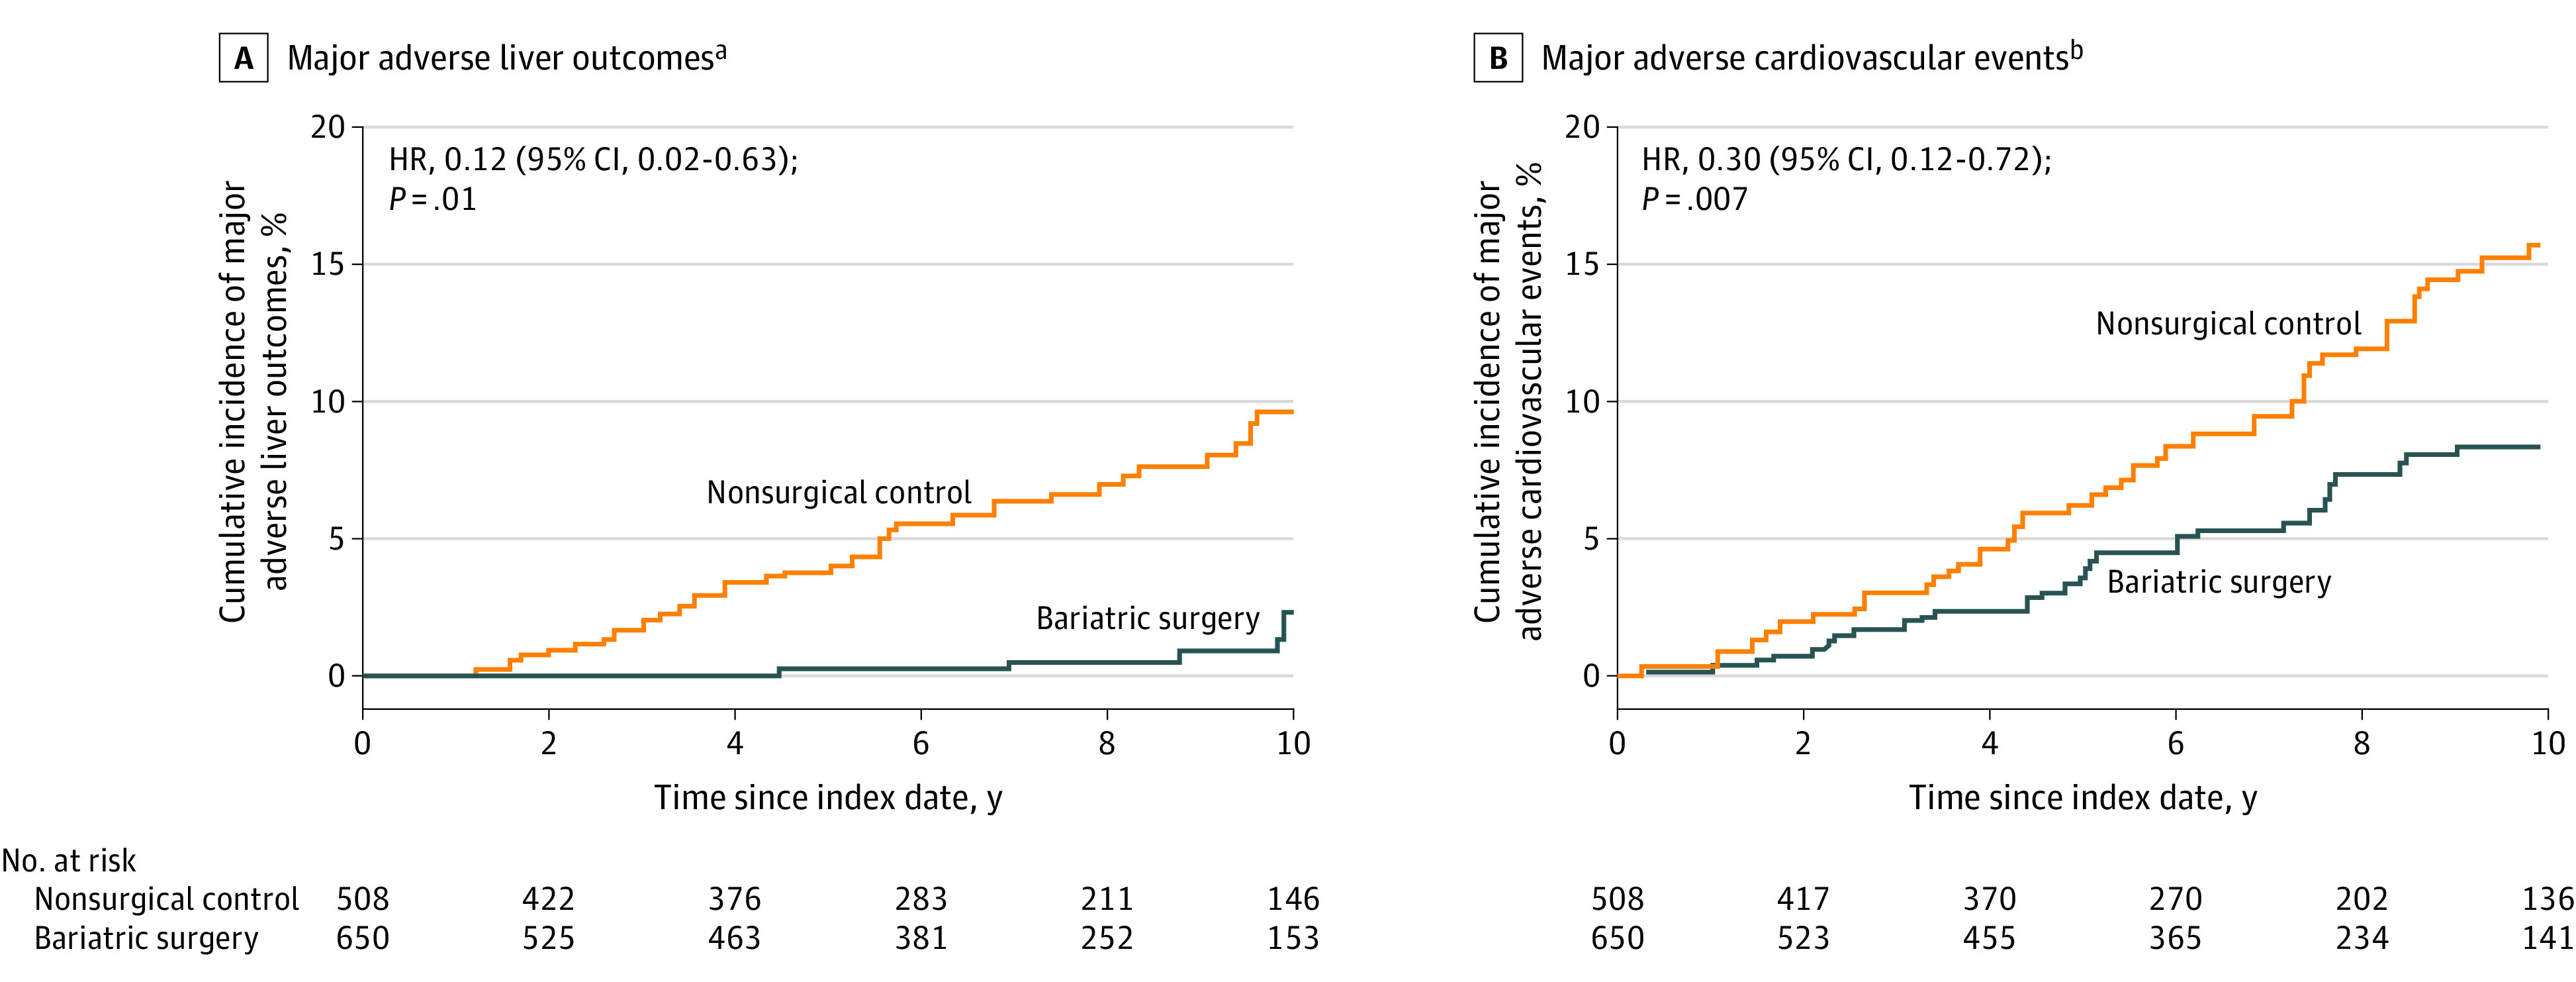 A Major adverse liver outcomesa
Cumulative incidence of major
adverse liver outcomes, %
20
15
10
5
0
HR, 0.12 (95% CI, 0.02-0.63);
P = .01
Nonsurgical control
Bariatric surgery
0 2 4 6 8 10
Time since index date, y
B Major adverse cardiovascular eventsb
Cumulative incidence of major
adverse cardiovascular events, %
20
15
10
5
0
HR, 0.30 (95% CI, 0.12-0.72);
P = .007
Nonsurgical control
Bariatric surgery
0 2 4 6 8 10
Time since index date, y
No. at risk
Nonsurgical control 508 422 376 283 211 146 508 417 370 270 202 136
Bariatric surgery 650 525 463 381 252 153 650 523 455 365 234 141